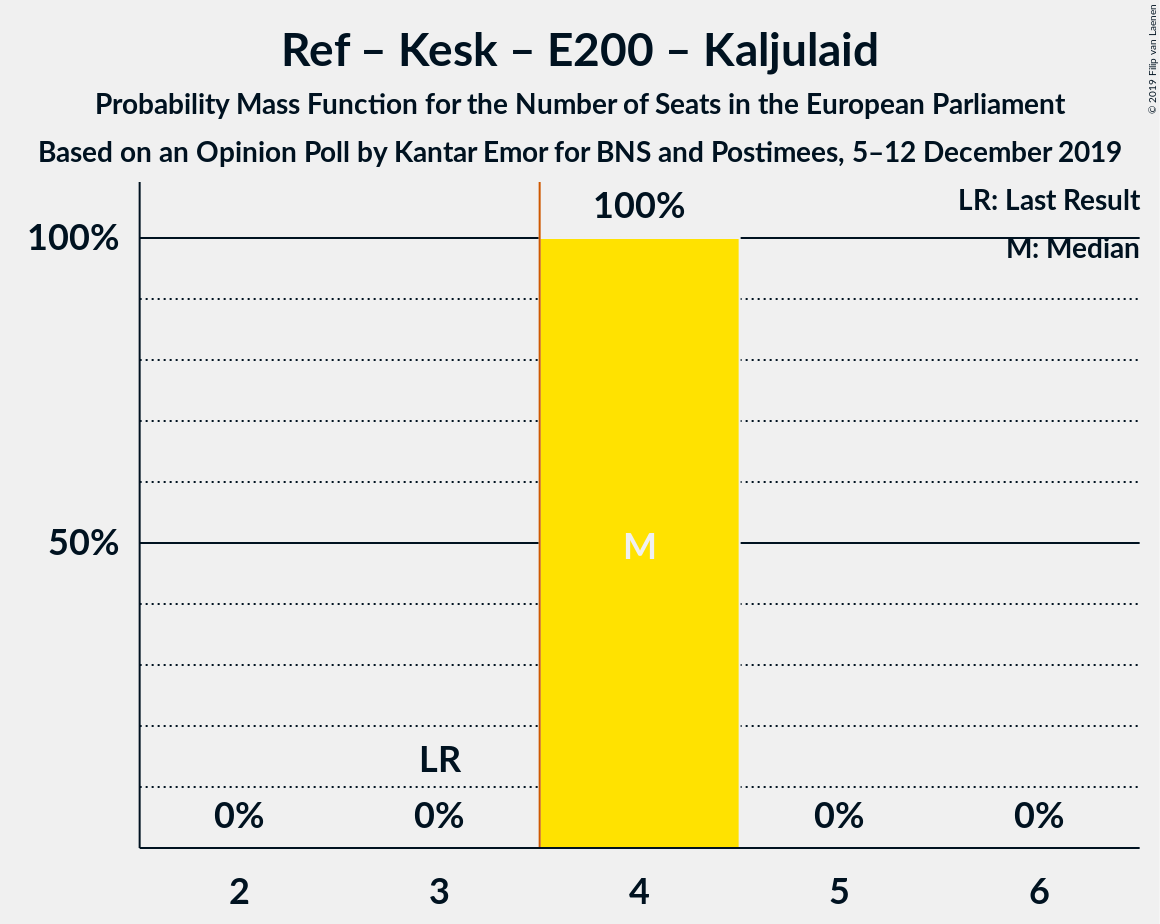 Ref – Kesk – E200 – Kaljulaid
Probability Mass Function for the Number of Seats in the European Parliament
Based on an Opinion Poll by Kantar Emor for BNS and Postimees, 5–12 December 2019
© 2019 Filip van Laenen
LR: Last Result
M: Median
100%
100%
50%
M
LR
0%
0%
0%
0%
2
3
4
5
6